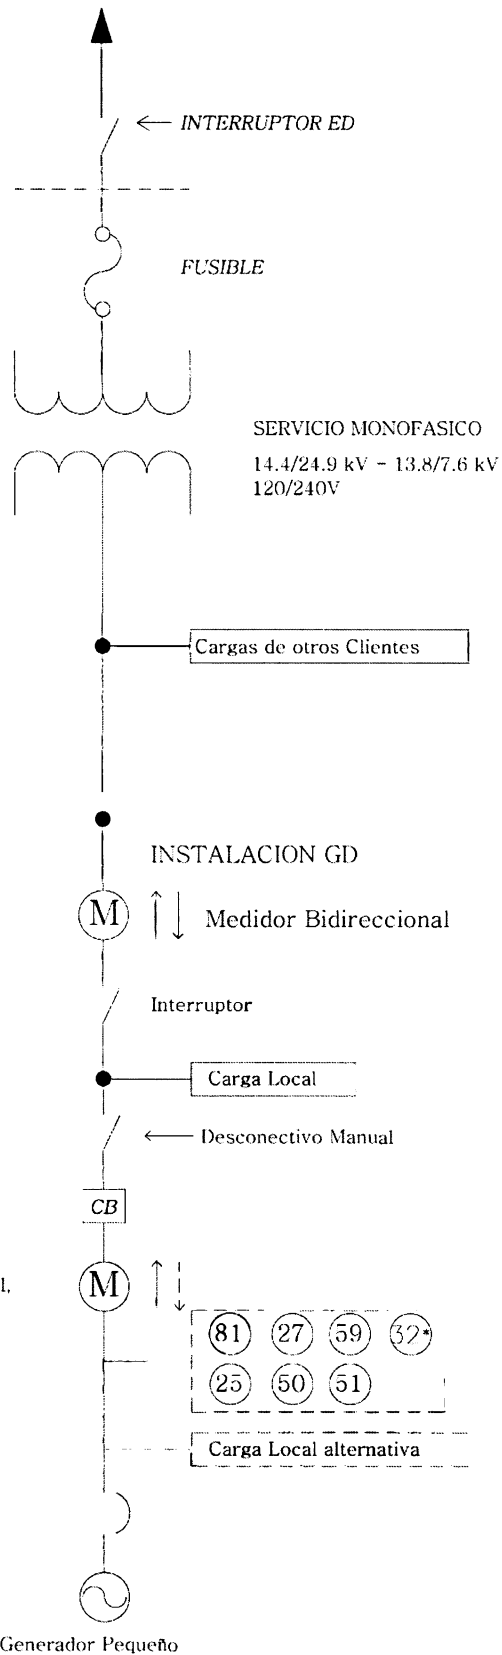 INTERRUPTOR ED
FUSIBLE
SERVICIO MONOFASICO
14.4/24.9 kV - 13.8/7.6 kV
120/240V
Cargas de otros Clientes
INSTALACION GD
M
Medidor Bidireccional
Interruptor
Carga Local
Desconectivo Manual
CB
l,
M
81 27 59 32*
25 50 51
Carga Local alternativa
Generador Pequeño